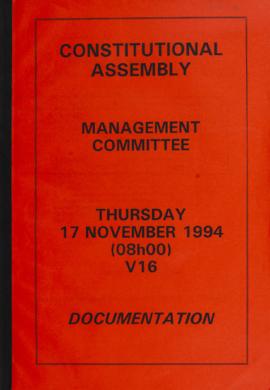 CONSTITUTIONAL
ASSEMBLY
MANAGEMENT
COMMITTEE
THURSDAY
17 NOVEMBER 1994
(08h00)
V16
DOCUMENTATION